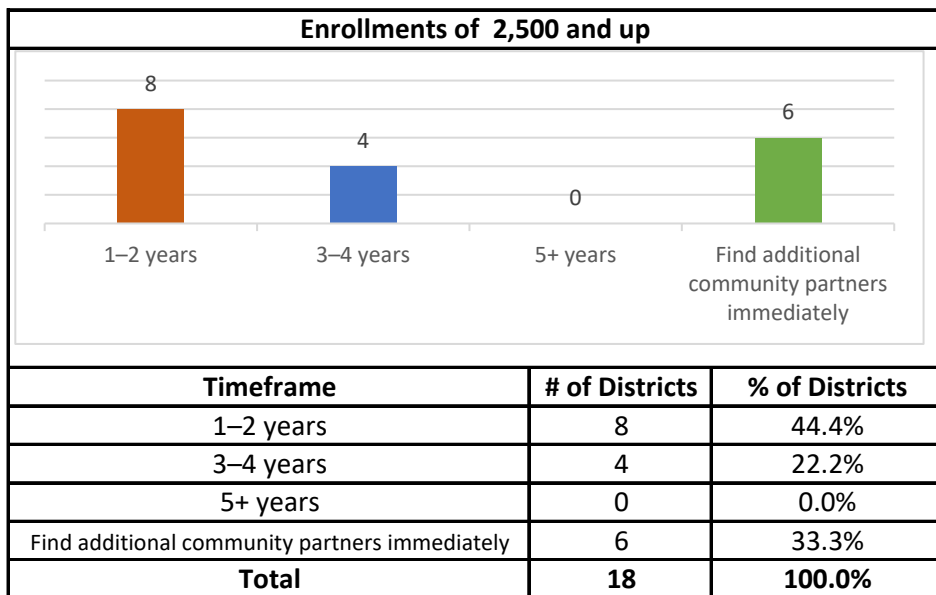 Enrollments of 2,500 and up
8
4
0
6
1–2 years
3–4 years
5+ years
Find additional
community partners
immediately
Timeframe # of Districts % of Districts
1–2 years 8 44.4%
3–4 years 4 22.2%
5+ years 0 0.0%
Find additional community partners immediately 6 33.3%
Total 18 100.0%